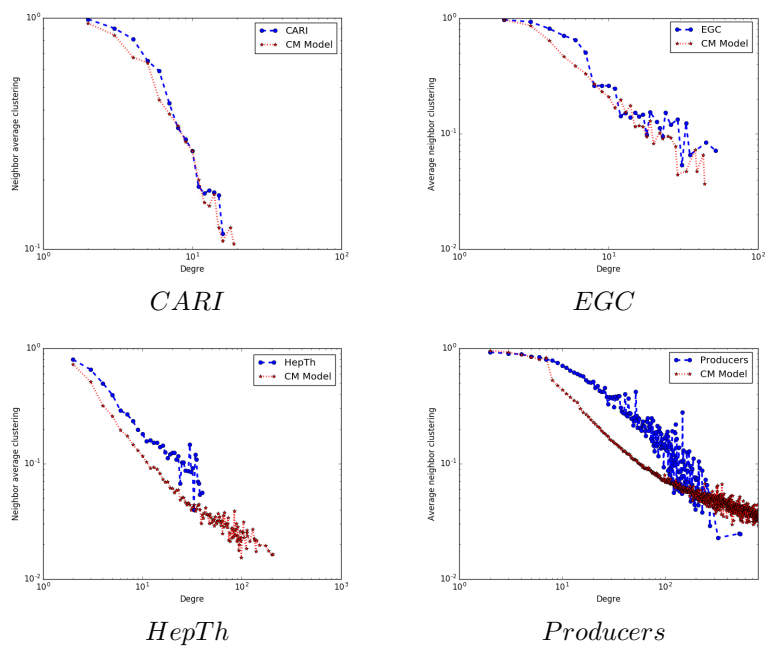 10^0
CARI
CM Model
Neighbor average clustering
10^-1
10^0
10^1
10^2
Degre
CARI
10^0
EGC
CM Model
Average neighbor clustering
10^-1
10^-2
10^0
10^1
10^2
Degre
EGC
10^0
HepTh
CM Model
Neighbor average clustering
10^-1
10^-2
10^0
10^1
10^2
10^3
Degre
HepTh
10^0
Producers
CM Model
Average neighbor clustering
10^-1
10^-2
10^0
10^1
10^2
Degre
Producers